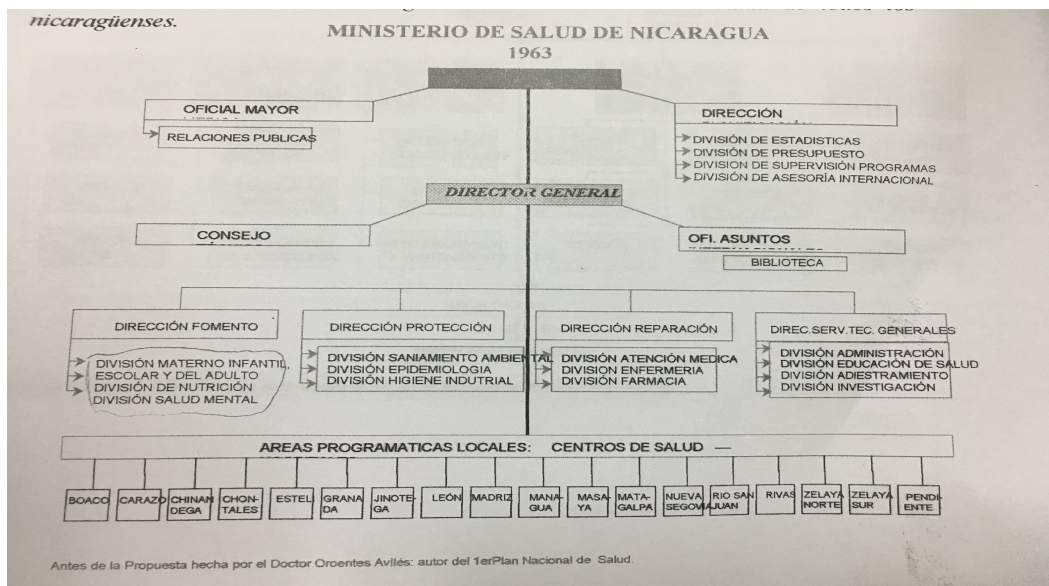 nicaragüenses.
MINISTERIO DE SALUD DE NICARAGUA
1963
OFICIAL MAYOR
RELACIONES PUBLICAS
DIRECCIÓN
DIVISIÓN DE ESTADISTICAS
DIVISIÓN DE PRESUPUESTO
DIVISION DE SUPERVISIÓN PROGRAMAS
DIVISIÓN DE ASESORÍA INTERNACIONAL
DIRECTOR GENERAL
CONSEJO
OFI. ASUNTOS
BIBLIOTECA
DIRECCIÓN FOMENTO
DIVISIÓN MATERNO INFANTIL,
ESCOLAR Y DEL ADULTO
DIVISIÓN DE NUTRICIÓN
DIVISIÓN SALUD MENTAL
DIRECCIÓN PROTECCIÓN
DIVISIÓN SANIAMIENTO AMBIENTAL
DIVISIÓN EPIDEMIOLOGIA
DIVISIÓN HIGIENE INDUTRIAL
DIRECCIÓN REPARACIÓN
DIVISIÓN ATENCIÓN MEDICA
DIVISION ENFERMERIA
DIVISIÓN FARMACIA
DIREC.SERV.TEC. GENERALES
DIVISIÓN ADMINISTRACIÓN
DIVISIÓN EDUCACIÓN DE SALUD
DIVISIÓN ADIESTRAMIENTO
DIVISIÓN INVESTIGACIÓN
AREAS PROGRAMATICAS LOCALES: CENTROS DE SALUD —
BOACO
CARAZO
CHINAN
DEGA
CHON-
TALES
ESTELI
GRANA
DA
JINOTE-
GA
LEÓN
MADRIZ
MANA-
GUA
MASA-
YA
MATA-
GALPA
NUEVA
SEGOVIA
RIO SAN
JUAN
RIVAS
ZELAYA
NORTE
ZELAYA
SUR
PENDI-
ENTE
Antes de la Propuesta hecha por el Doctor Oroentes Avilés: autor del 1erPlan Nacional de Salud.